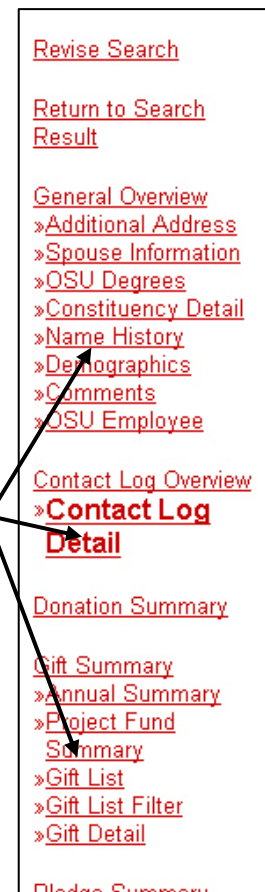 Revise Search
Return to Search
Result
General Overview
»Additional Address
»Spouse Information
»OSU Degrees
»Constituency Detail
»Name History
»Demographics
»Comments
»OSU Employee
Contact Log Overview
»Contact Log
Detail
Donation Summary
Gift Summary
»Annual Summary
»Project Fund
Summary
»Gift List
»Gift List Filter
»Gift Detail
Pledge Summary